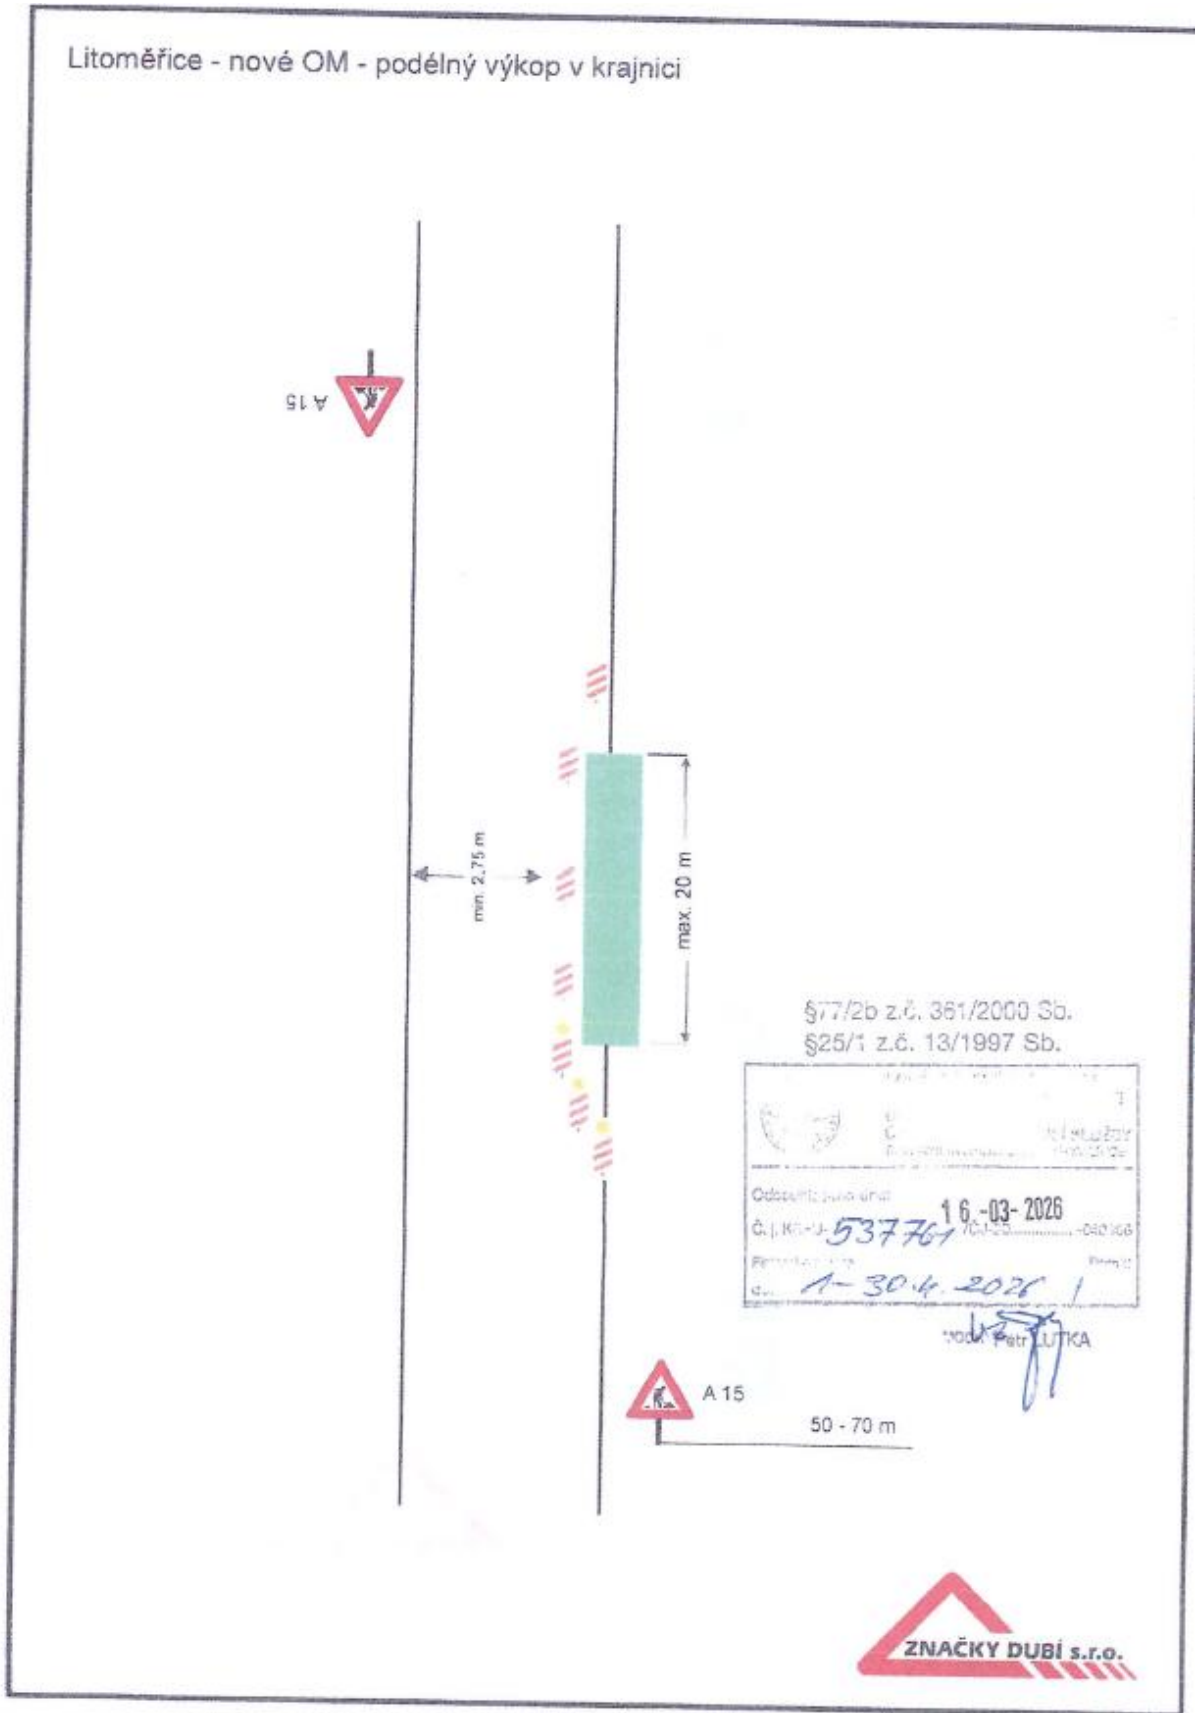 Litoměřice - nové OM - podélný výkop v krajnici
A 15
min. 2,75 m
max. 20 m
§77/2b z.č. 361/2000 Sb.
§25/1 z.č. 13/1997 Sb.
16.-03-2026
Č. j. 537761
1-30.4. 2026
Petr LUTKA
A 15
50 - 70 m
ZNAČKY DUBÍ s.r.o.